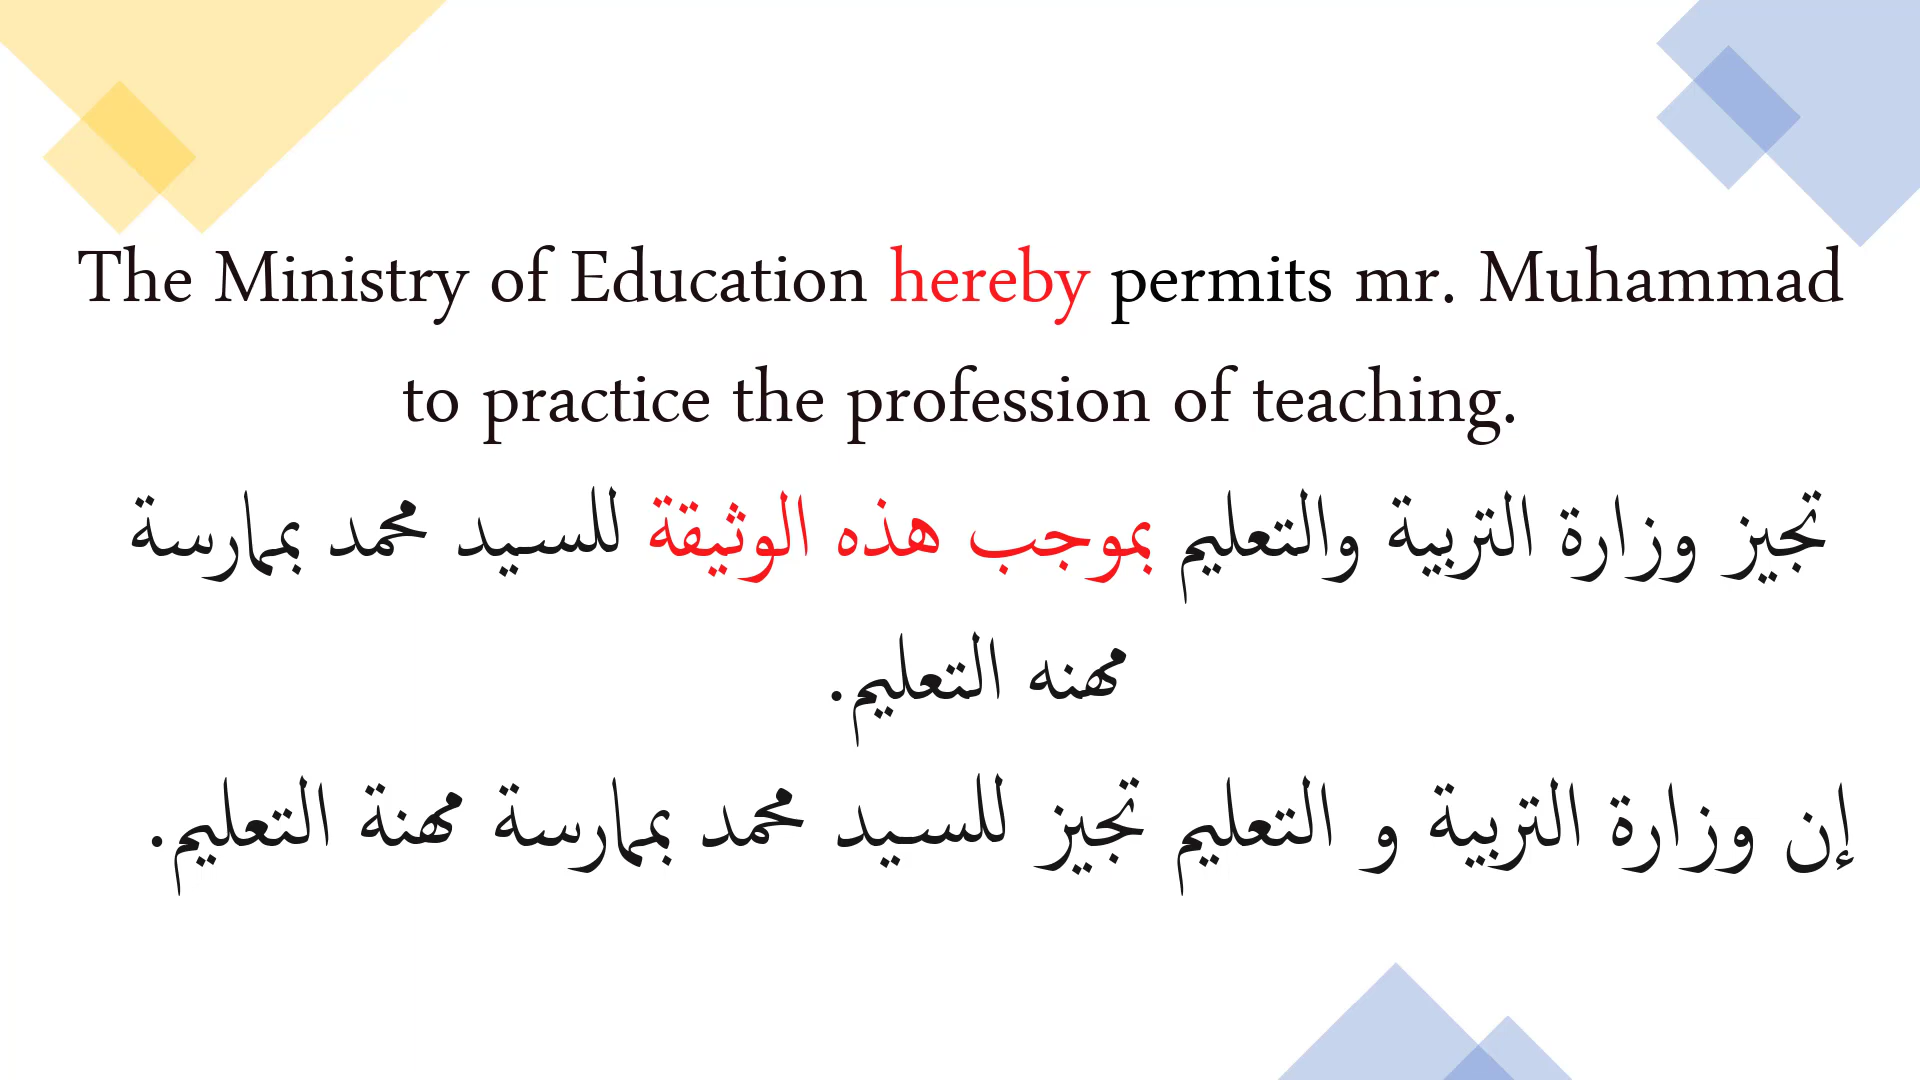 The Ministry of Education hereby permits mr. Muhammad
to practice the profession of teaching.
تجيز وزارة التربية والتعليم بموجب هذه الوثيقة للسيد محمد بممارسة
مهنه التعليم.
إن وزارة التربية و التعليم تجيز للسيد محمد بممارسة مهنة التعليم.